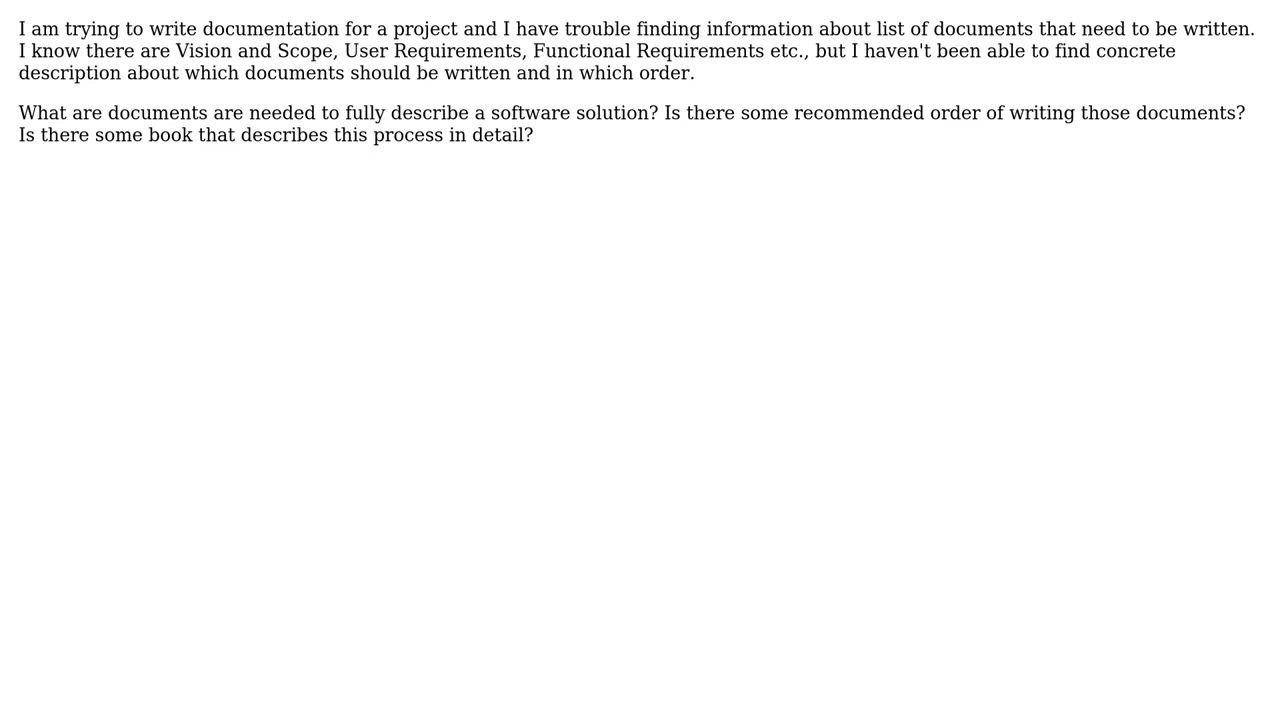 I am trying to write documentation for a project and I have trouble finding information about list of documents that need to be written.
I know there are Vision and Scope, User Requirements, Functional Requirements etc., but I haven't been able to find concrete
description about which documents should be written and in which order.
What are documents are needed to fully describe a software solution? Is there some recommended order of writing those documents?
Is there some book that describes this process in detail?